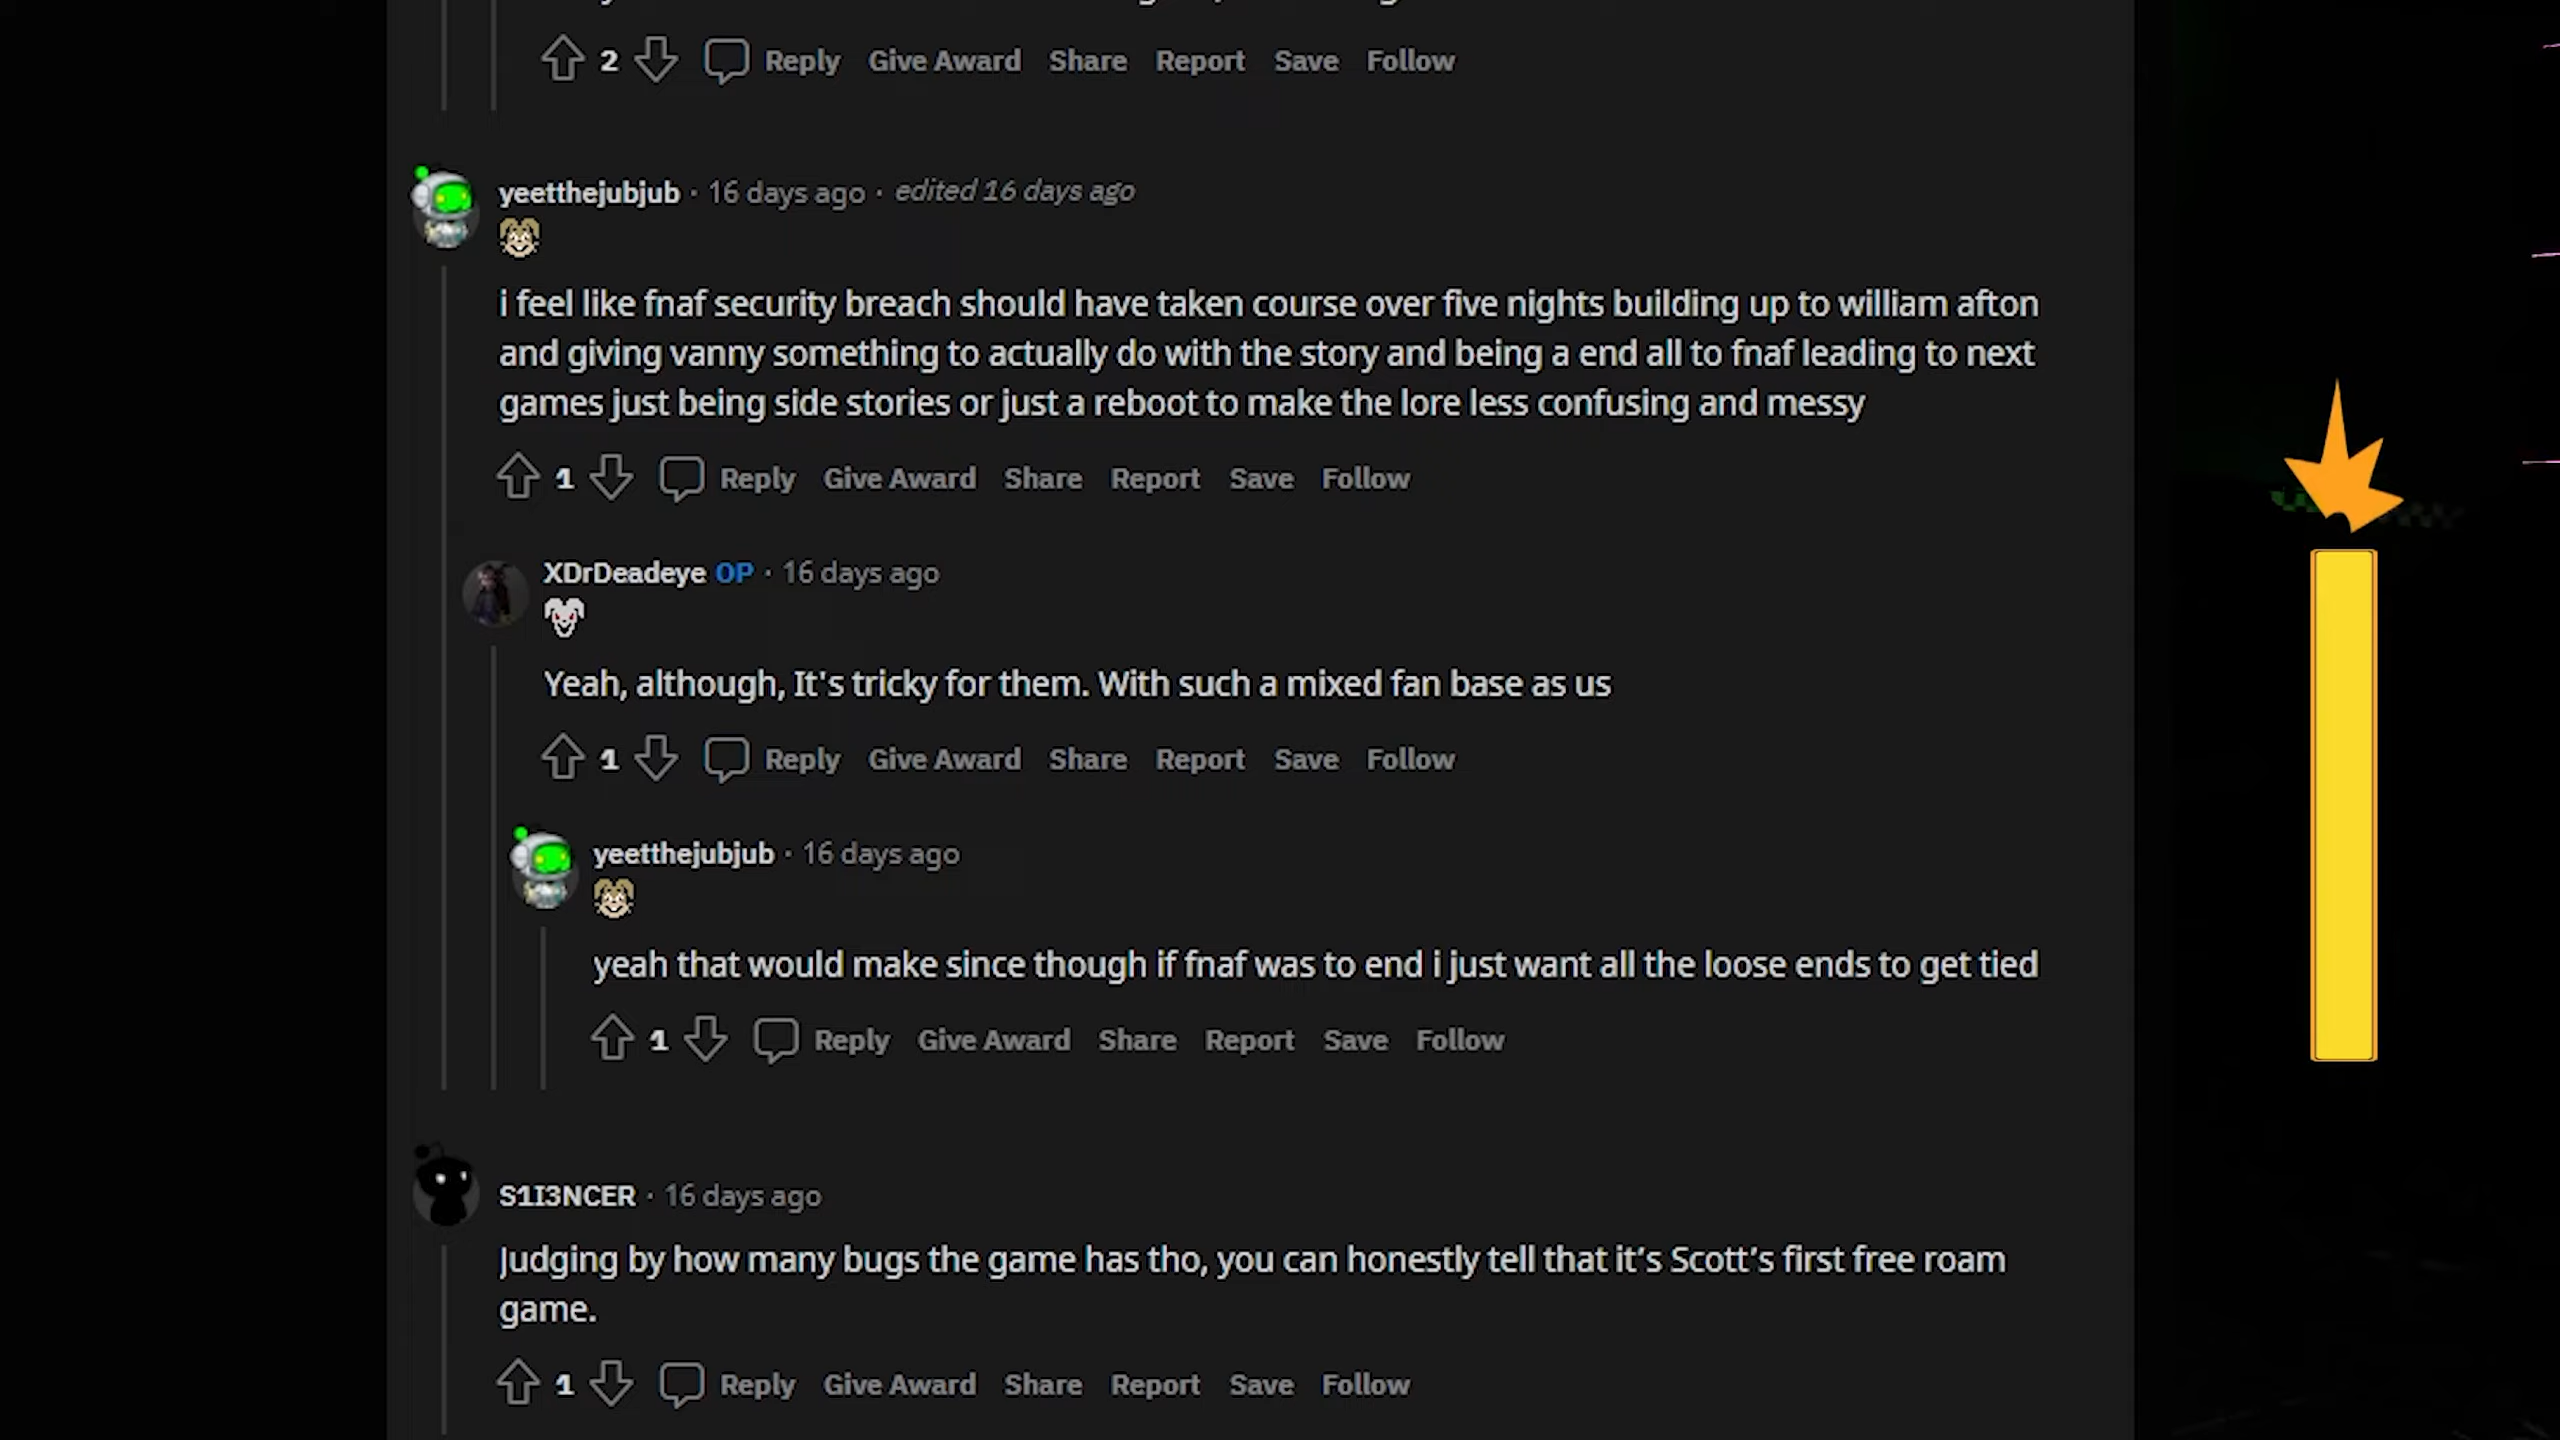 2 Reply Give Award Share Report Save Follow
yeetthejubjub · 16 days ago · edited 16 days ago
i feel like fnaf security breach should have taken course over five nights building up to william afton
and giving vanny something to actually do with the story and being a end all to fnaf leading to next
games just being side stories or just a reboot to make the lore less confusing and messy
1 Reply Give Award Share Report Save Follow
XDrDeadeye OP · 16 days ago
Yeah, although, It's tricky for them. With such a mixed fan base as us
1 Reply Give Award Share Report Save Follow
yeetthejubjub · 16 days ago
yeah that would make since though if fnaf was to end i just want all the loose ends to get tied
1 Reply Give Award Share Report Save Follow
S1I3NCER · 16 days ago
Judging by how many bugs the game has tho, you can honestly tell that it’s Scott’s first free roam
game.
1 Reply Give Award Share Report Save Follow